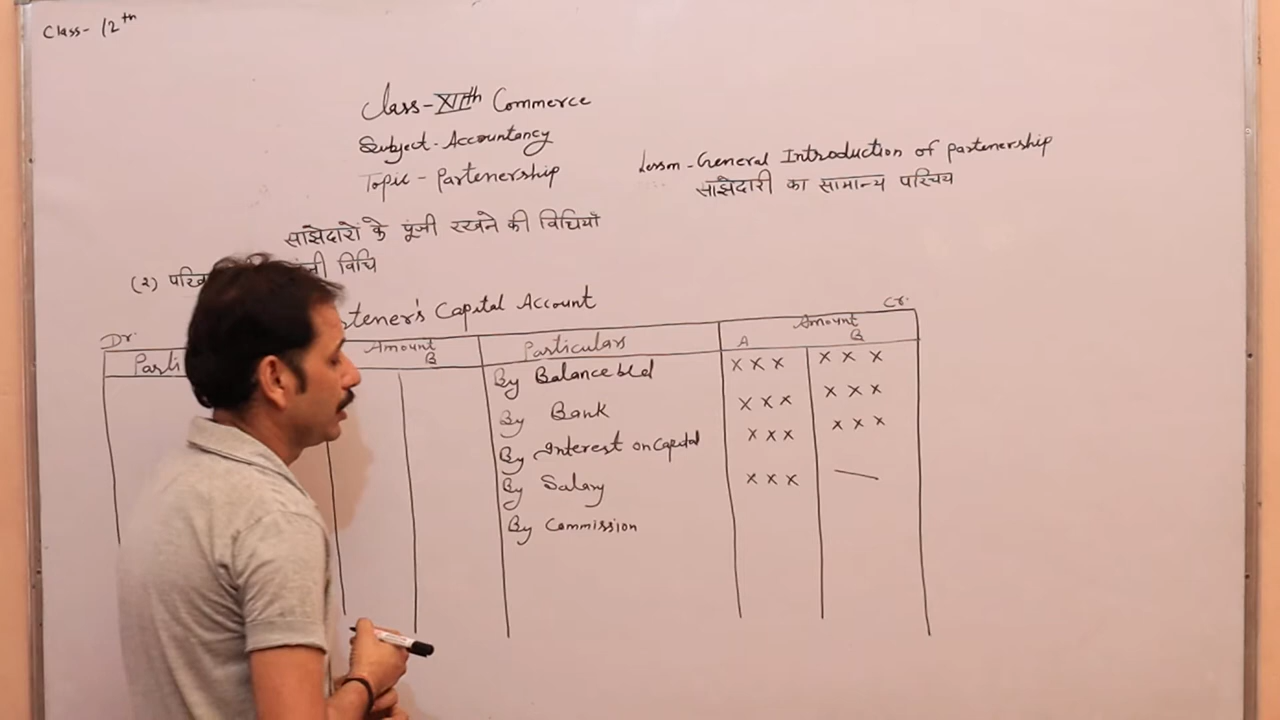 Class- 12th
Class-XIIth Commerce
Subject-Accountancy
Topic - Partenership
Lesson -General Introduction of partenership
साझेदारी का सामान्य परिचय
साझेदारों के पूंजी रखने की विधियाँ
(२) विधि
Capital Account
Dr. Cr.
Amount Particulars Amount
B A B
By Balance b/d xxx xxx
By Bank xxx xxx
By Interest on Capital xxx xxx
By Salary xxx —
By Commission